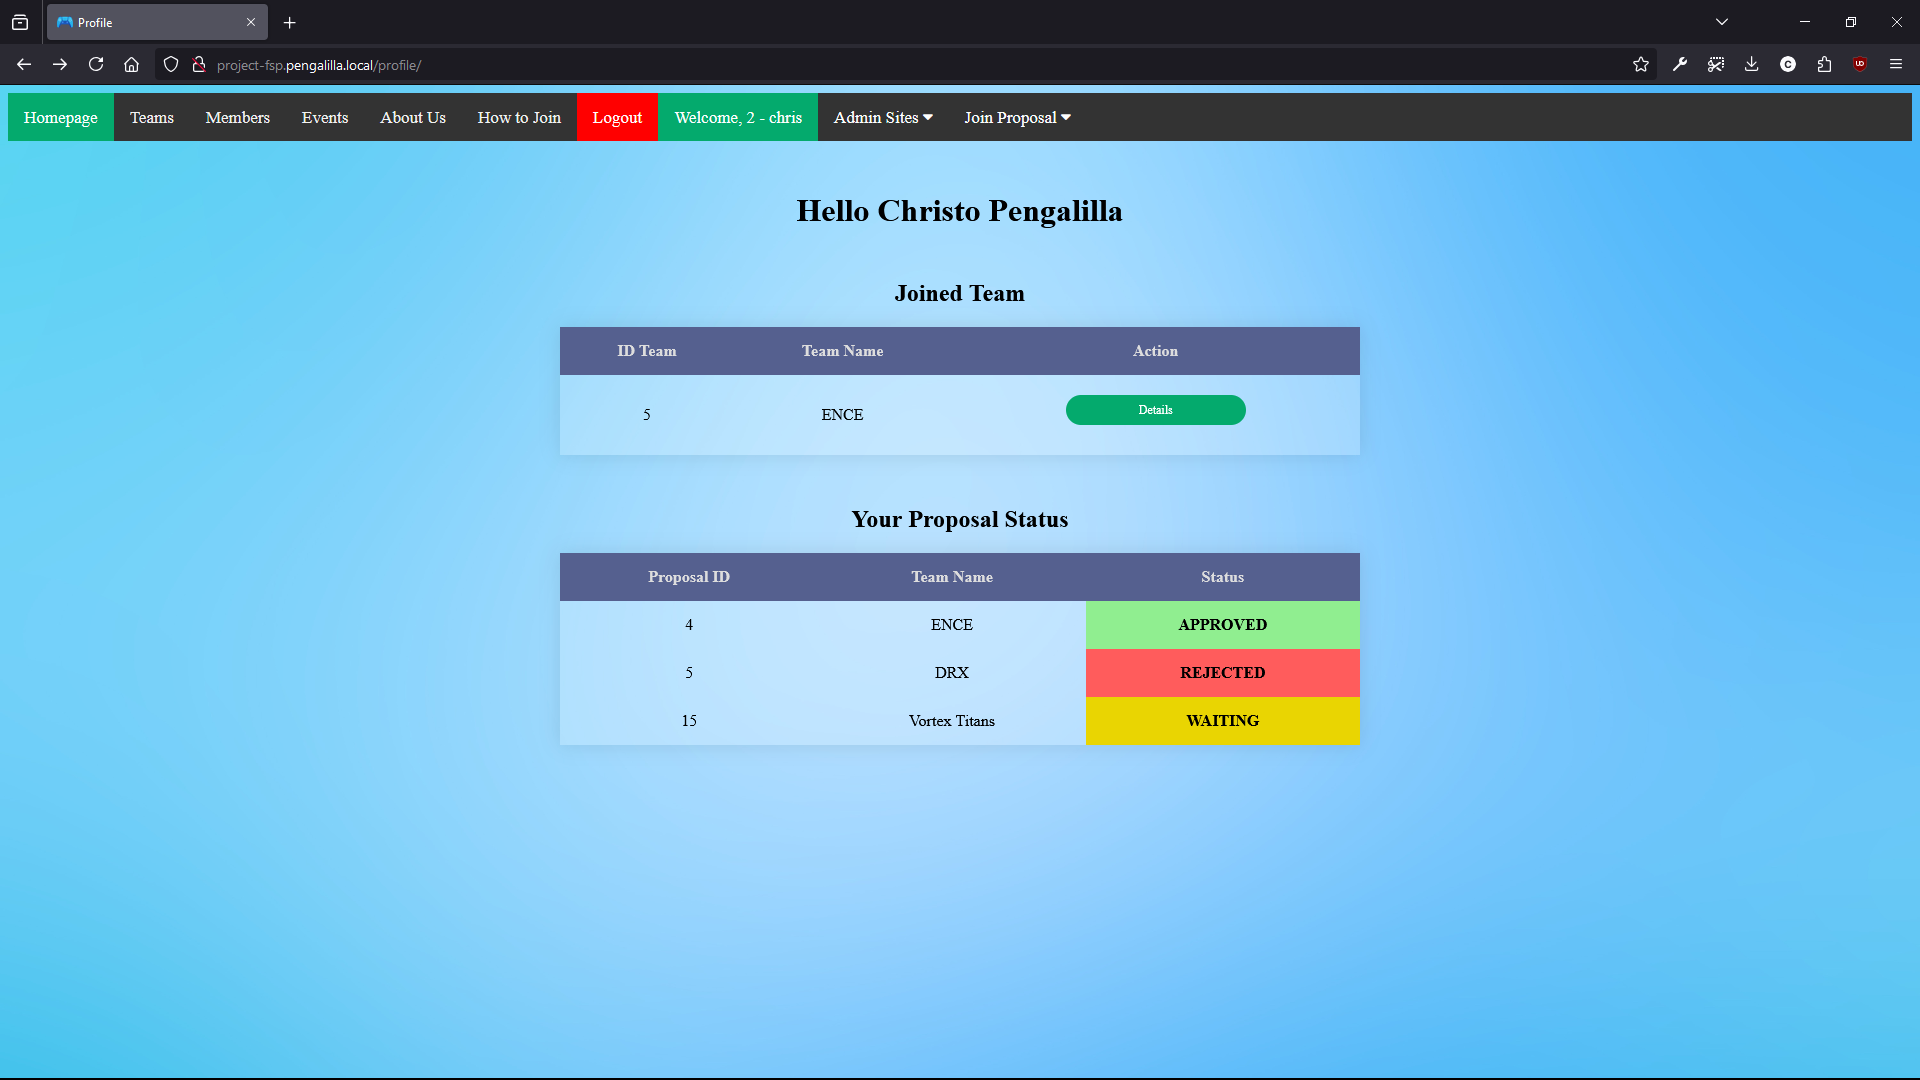 Profile
project-fsp.pengalilla.local/profile/
Homepage Teams Members Events About Us How to Join Logout Welcome, 2 - chris Admin Sites Join Proposal
Hello Christo Pengalilla
Joined Team
ID Team Team Name Action
5 ENCE Details
Your Proposal Status
Proposal ID Team Name Status
4 ENCE APPROVED
5 DRX REJECTED
15 Vortex Titans WAITING